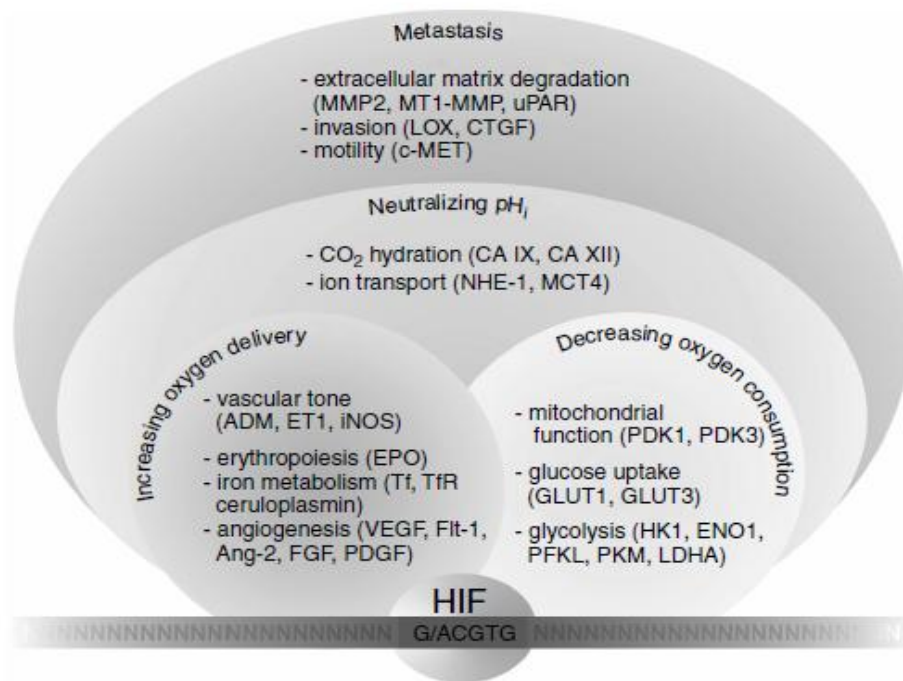 Metastasis
- extracellular matrix degradation
(MMP2, MT1-MMP, uPAR)
- invasion (LOX, CTGF)
- motility (c-MET)
Neutralizing pHi
- CO2 hydration (CA IX, CA XII)
- ion transport (NHE-1, MCT4)
Increasing oxygen delivery
- vascular tone
(ADM, ET1, iNOS)
- erythropoiesis (EPO)
- iron metabolism (Tf, TfR
ceruloplasmin)
- angiogenesis (VEGF, Flt-1,
Ang-2, FGF, PDGF)
Decreasing oxygen consumption
- mitochondrial
function (PDK1, PDK3)
- glucose uptake
(GLUT1, GLUT3)
- glycolysis (HK1, ENO1,
PFKL, PKM, LDHA)
HIF
G/ACGTG